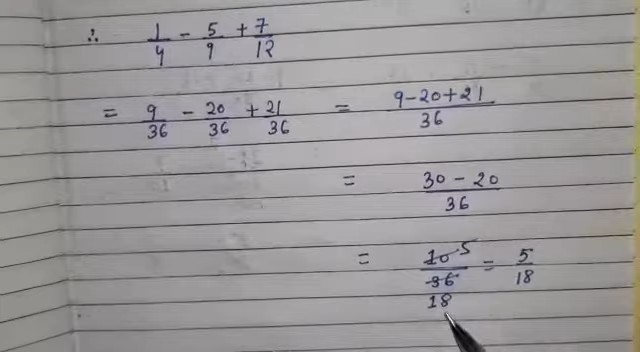 ∴ 1/4 - 5/9 + 7/12
= 9/36 - 20/36 + 21/36 = 9-20+21/36
= 30-20/36
= 10 5/36 18 = 5/18